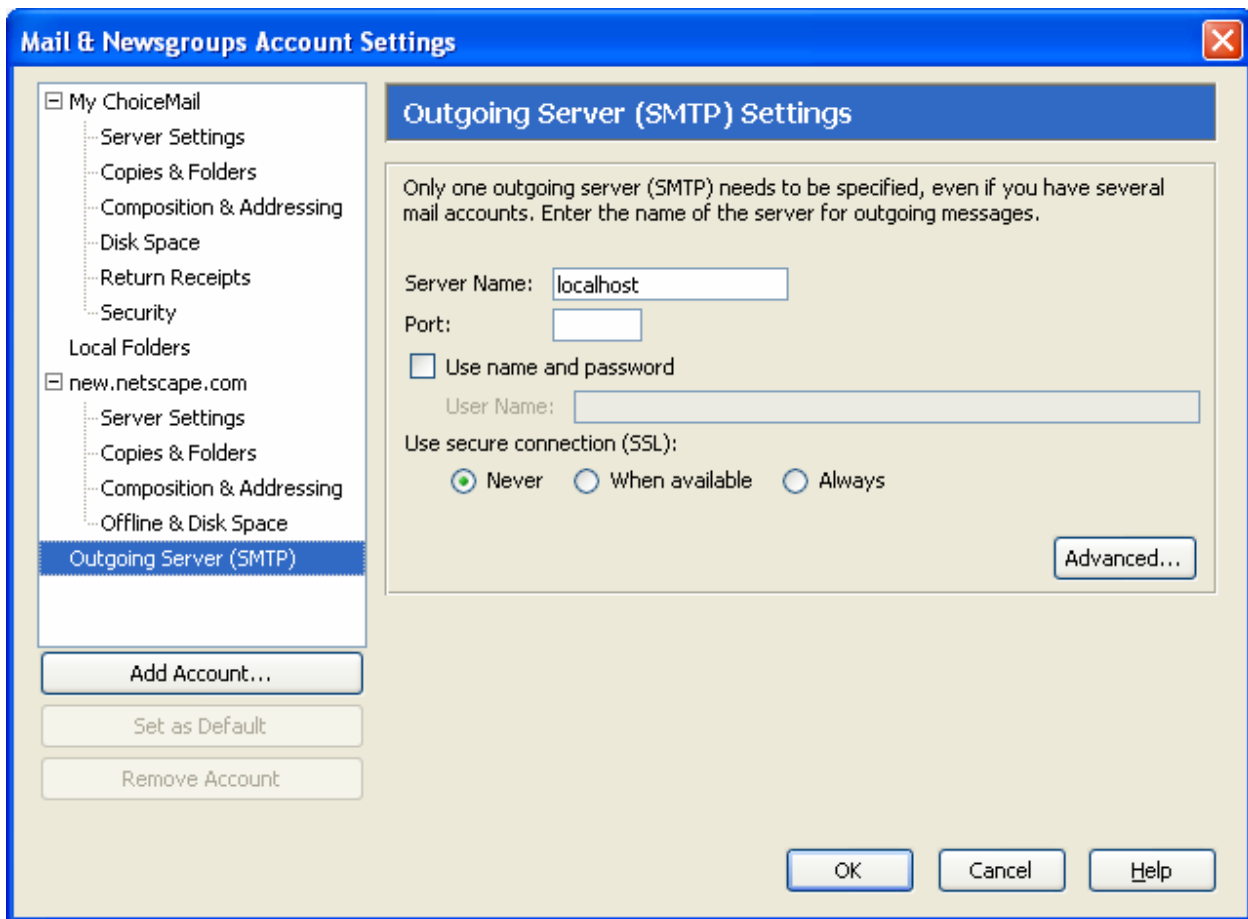 Mail & Newsgroups Account Settings
My ChoiceMail
Server Settings
Copies & Folders
Composition & Addressing
Disk Space
Return Receipts
Security
Local Folders
new.netscape.com
Server Settings
Copies & Folders
Composition & Addressing
Offline & Disk Space
Outgoing Server (SMTP)
Add Account...
Set as Default
Remove Account
Outgoing Server (SMTP) Settings
Only one outgoing server (SMTP) needs to be specified, even if you have several
mail accounts. Enter the name of the server for outgoing messages.
Server Name: localhost
Port:
Use name and password
User Name:
Use secure connection (SSL):
Never When available Always
Advanced...
OK Cancel Help